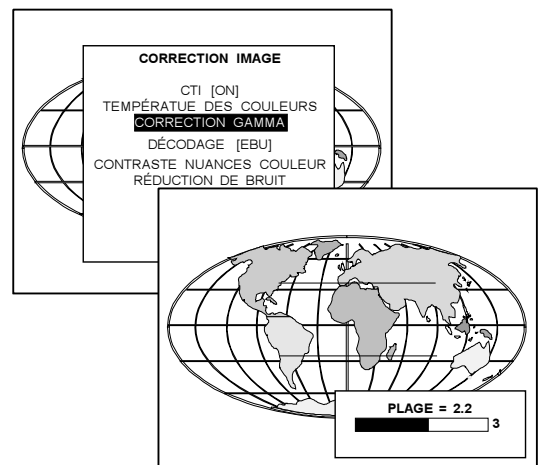 CORRECTION IMAGE
CTI [ON]
TEMPÉRATUE DES COULEURS
CORRECTION GAMMA
DÉCODAGE [EBU]
CONTRASTE NUANCES COULEUR
RÉDUCTION DE BRUIT
PLAGE = 2.2
3